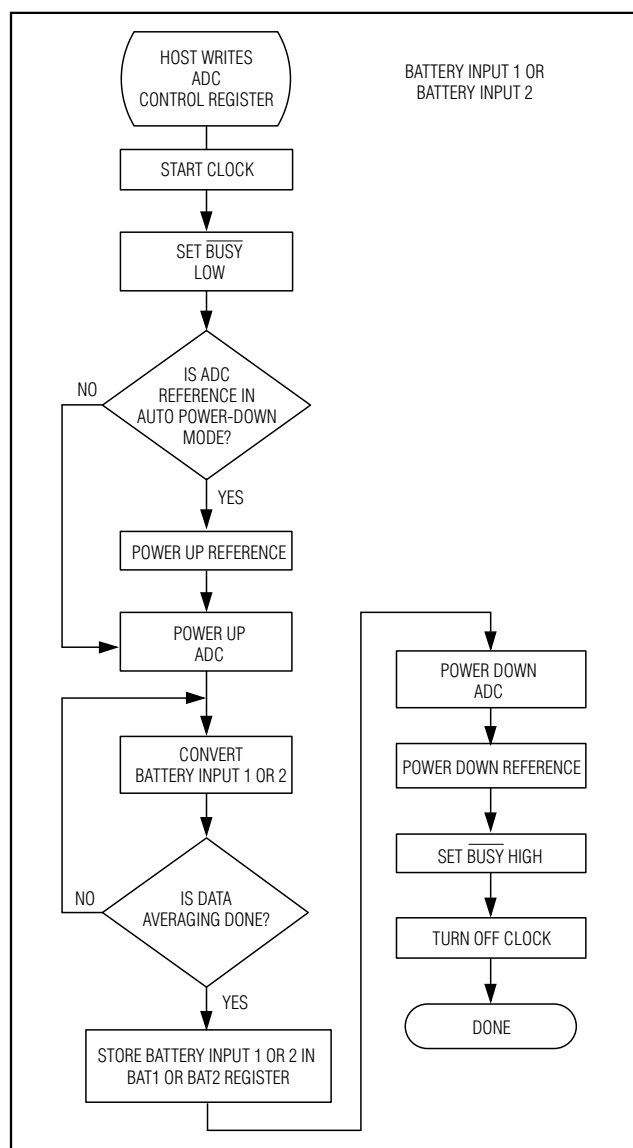 HOST WRITES
ADC
CONTROL REGISTER
BATTERY INPUT 1 OR
BATTERY INPUT 2
START CLOCK
SET B̅U̅S̅Y̅
LOW
IS ADC
REFERENCE IN
AUTO POWER-DOWN
MODE?
NO
YES
POWER UP REFERENCE
POWER UP
ADC
CONVERT
BATTERY INPUT 1 OR 2
IS DATA
AVERAGING DONE?
NO
YES
STORE BATTERY INPUT 1 OR 2 IN
BAT1 OR BAT2 REGISTER
POWER DOWN
ADC
POWER DOWN REFERENCE
SET B̅U̅S̅Y̅ HIGH
TURN OFF CLOCK
DONE